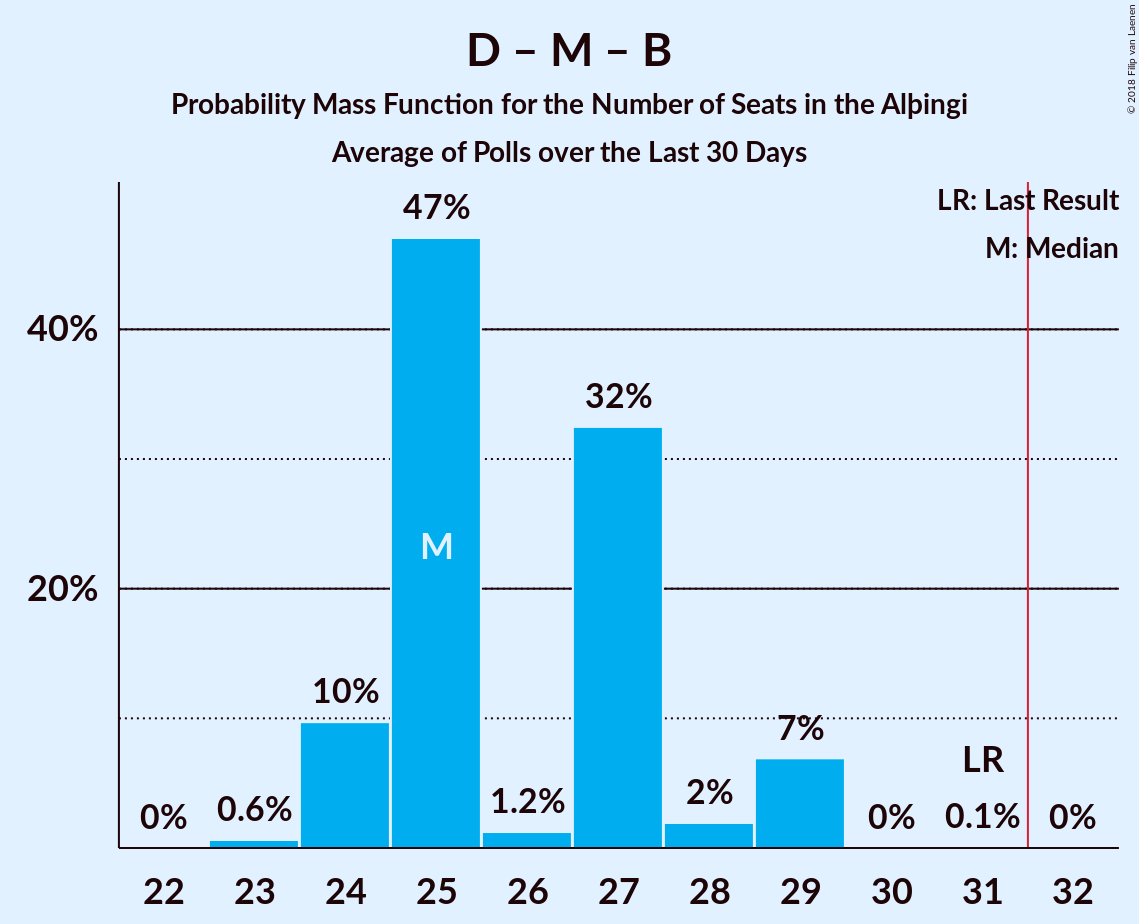 D – M – B
Probability Mass Function for the Number of Seats in the Alþingi
Average of Polls over the Last 30 Days
© 2018 Filip van Laenen
LR: Last Result
M: Median
47%
40%
32%
M
20%
10%
7%
LR
0%
0.6%
1.2%
2%
0%
0.1%
0%
22 23 24 25 26 27 28 29 30 31 32